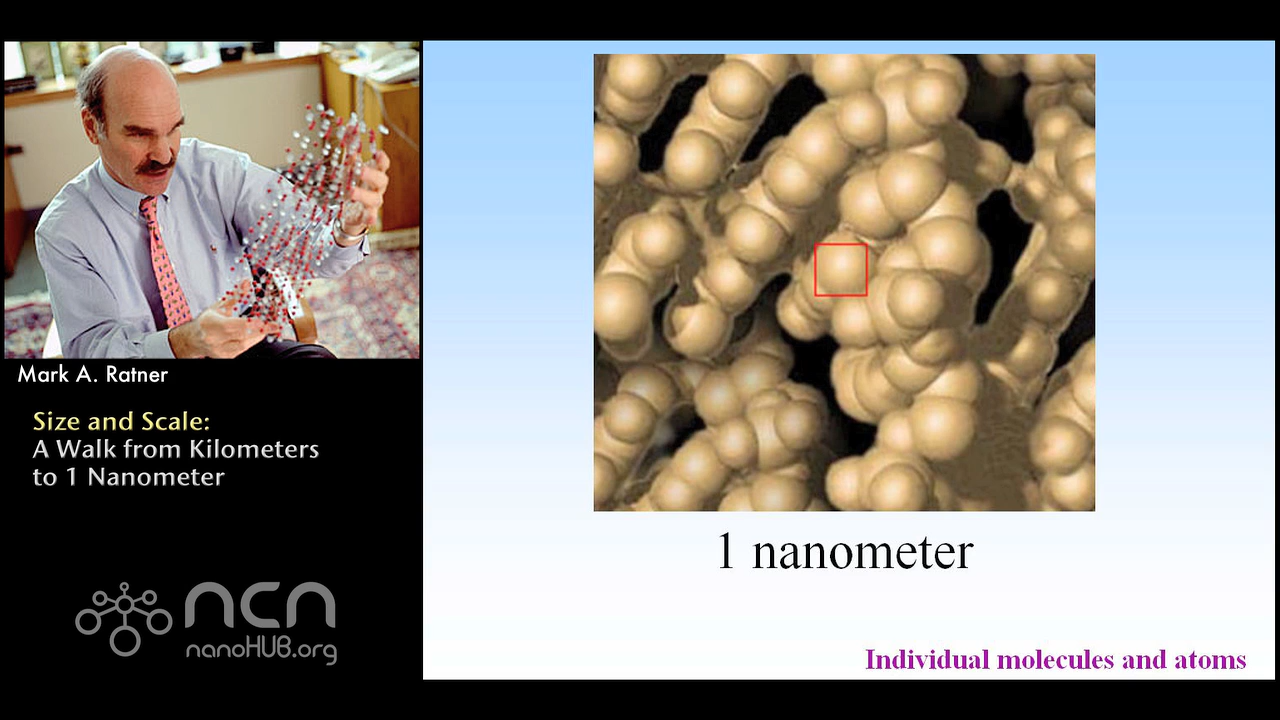 Mark A. Ratner
Size and Scale:
A Walk from Kilometers
to 1 Nanometer
ncn
nanoHUB.org
1 nanometer
Individual molecules and atoms